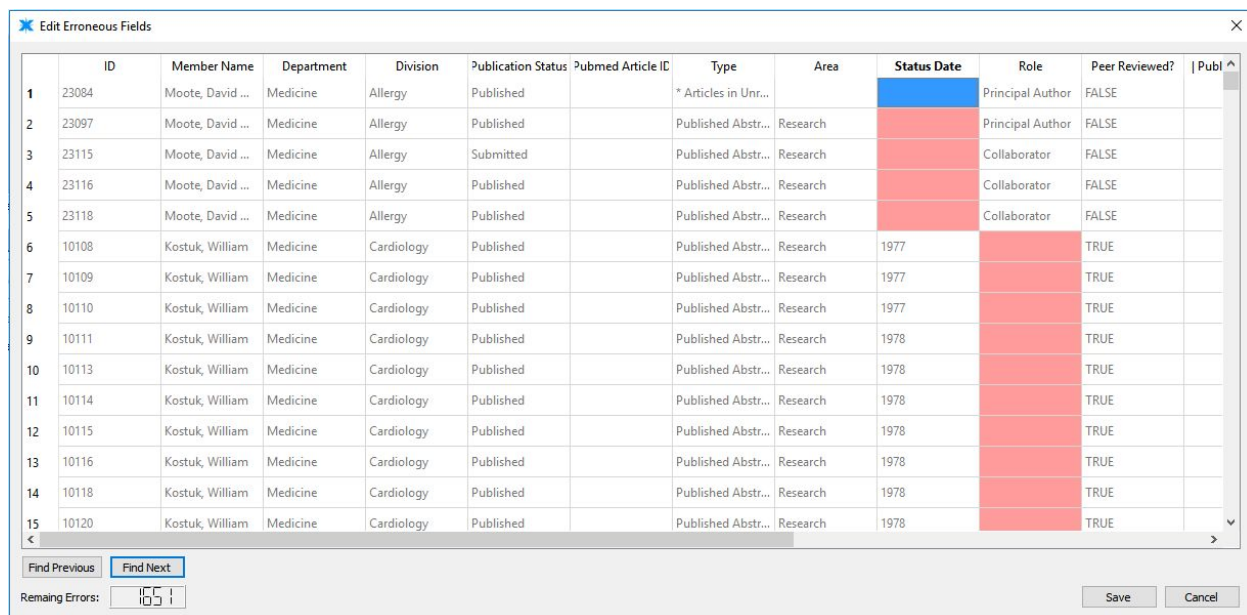 Edit Erroneous Fields
ID Member Name Department Division Publication Status Pubmed Article ID Type Area Status Date Role Peer Reviewed? | Publ
1 23084 Moote, David ... Medicine Allergy Published * Articles in Unr... Principal Author FALSE
2 23097 Moote, David ... Medicine Allergy Published Published Abstr... Research Principal Author FALSE
3 23115 Moote, David ... Medicine Allergy Submitted Published Abstr... Research Collaborator FALSE
4 23116 Moote, David ... Medicine Allergy Published Published Abstr... Research Collaborator FALSE
5 23118 Moote, David ... Medicine Allergy Published Published Abstr... Research Collaborator FALSE
6 10108 Kostuk, William Medicine Cardiology Published Published Abstr... Research 1977 TRUE
7 10109 Kostuk, William Medicine Cardiology Published Published Abstr... Research 1977 TRUE
8 10110 Kostuk, William Medicine Cardiology Published Published Abstr... Research 1977 TRUE
9 10111 Kostuk, William Medicine Cardiology Published Published Abstr... Research 1978 TRUE
10 10113 Kostuk, William Medicine Cardiology Published Published Abstr... Research 1978 TRUE
11 10114 Kostuk, William Medicine Cardiology Published Published Abstr... Research 1978 TRUE
12 10115 Kostuk, William Medicine Cardiology Published Published Abstr... Research 1978 TRUE
13 10116 Kostuk, William Medicine Cardiology Published Published Abstr... Research 1978 TRUE
14 10118 Kostuk, William Medicine Cardiology Published Published Abstr... Research 1978 TRUE
15 10120 Kostuk, William Medicine Cardiology Published Published Abstr... Research 1978 TRUE
Find Previous Find Next
Remaing Errors: 1651 Save Cancel